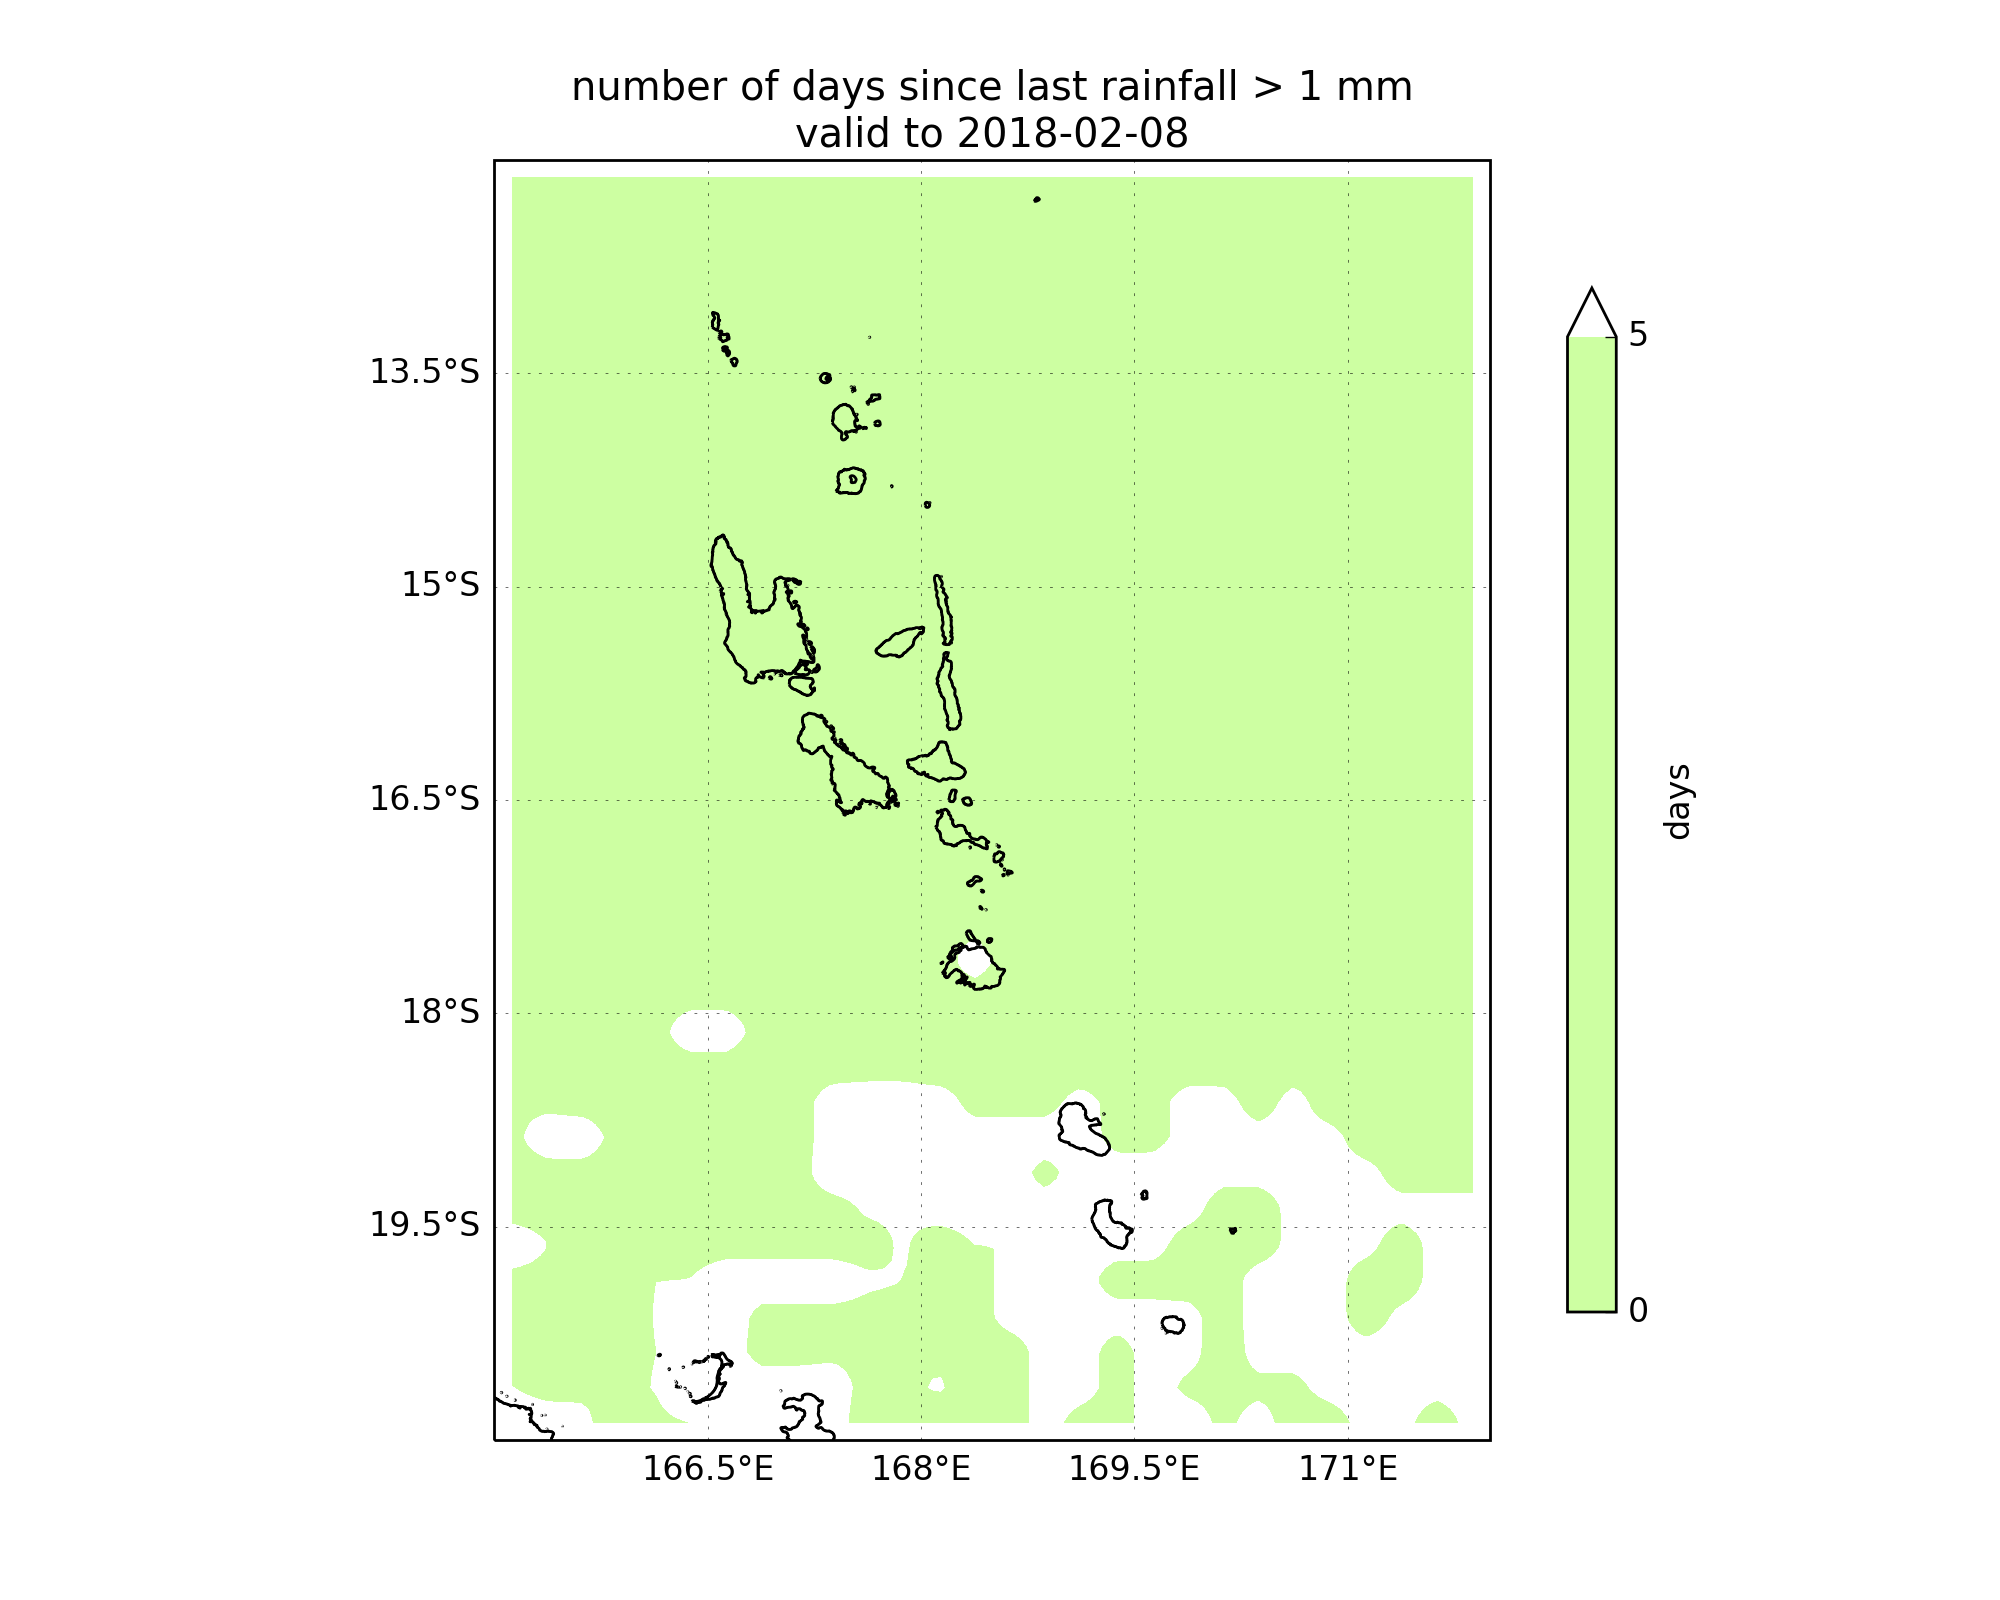 number of days since last rainfall > 1 mm
valid to 2018-02-08
13.5°S
15°S
16.5°S
18°S
19.5°S
166.5°E
168°E
169.5°E
171°E
5
0
days